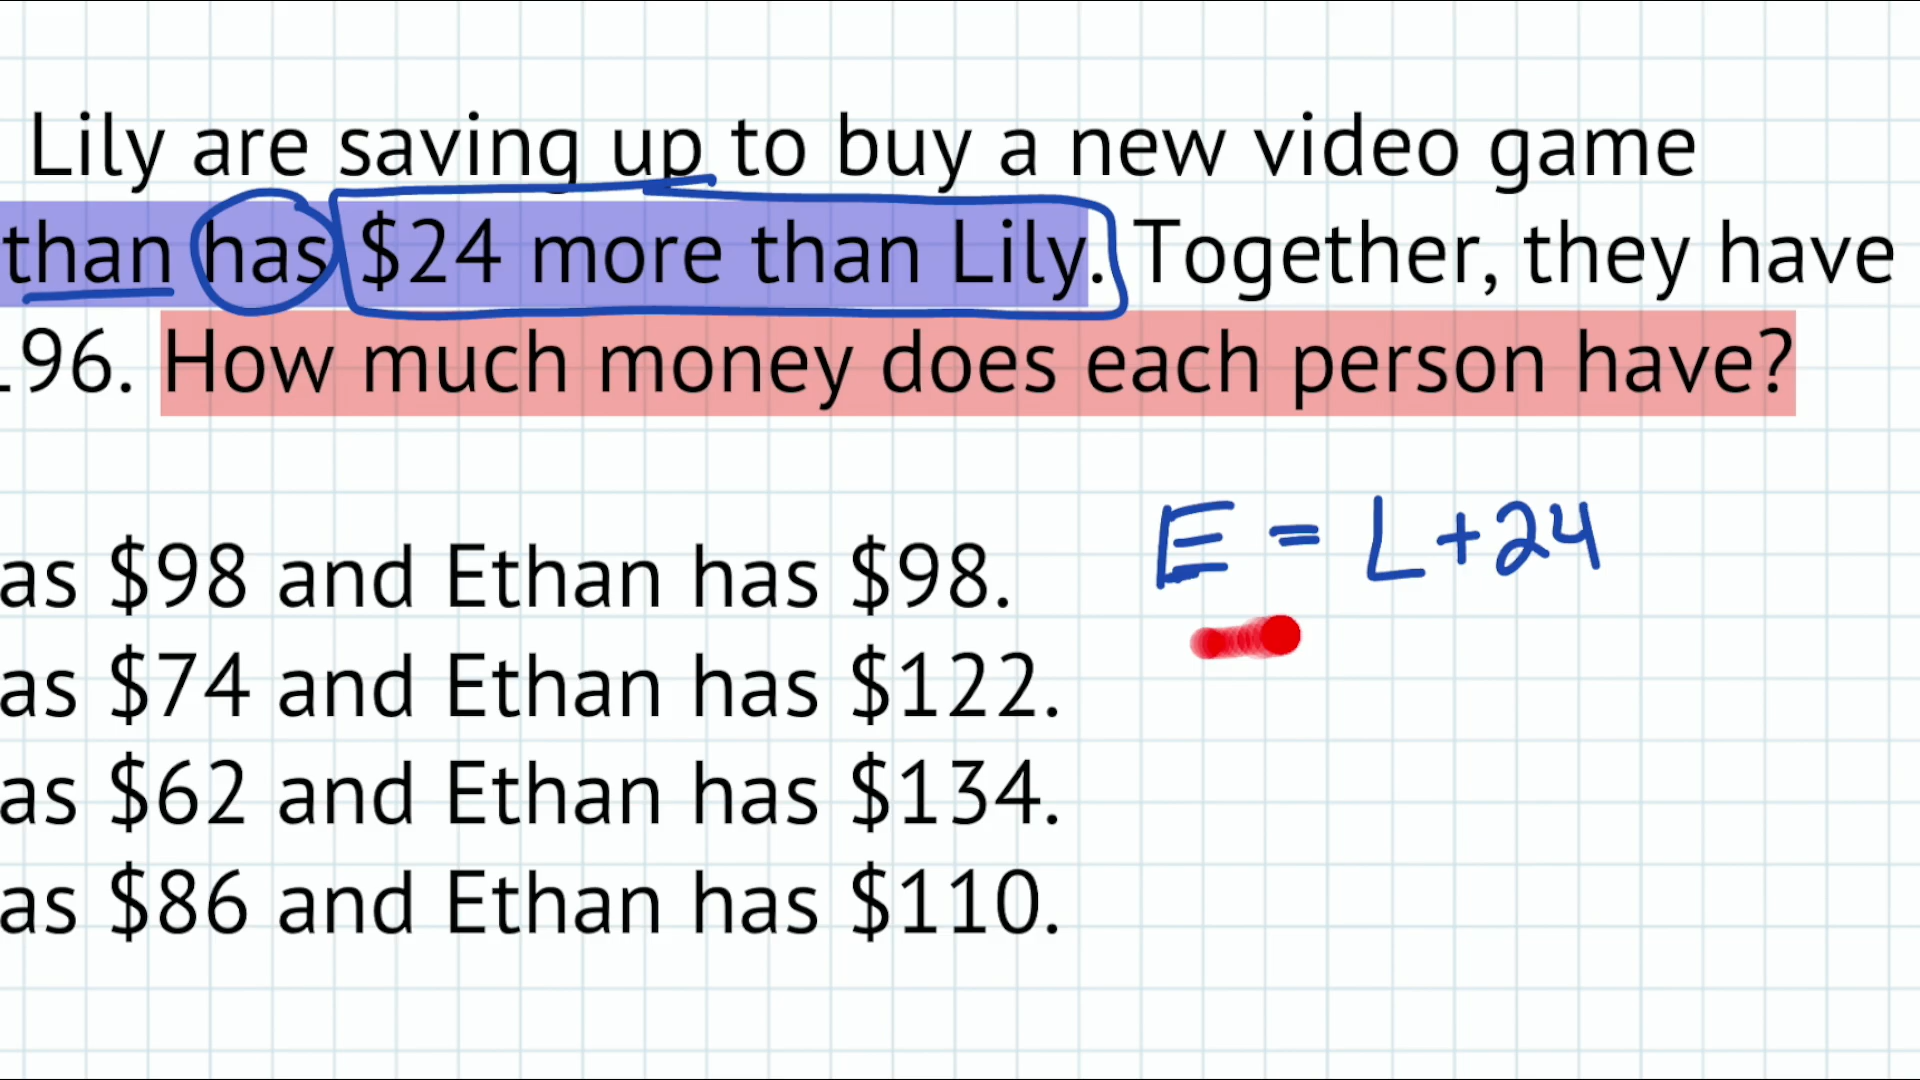 Lily are saving up to buy a new video game
than has $24 more than Lily. Together, they have
96. How much money does each person have?
E = L + 24
as $98 and Ethan has $98.
as $74 and Ethan has $122.
as $62 and Ethan has $134.
as $86 and Ethan has $110.